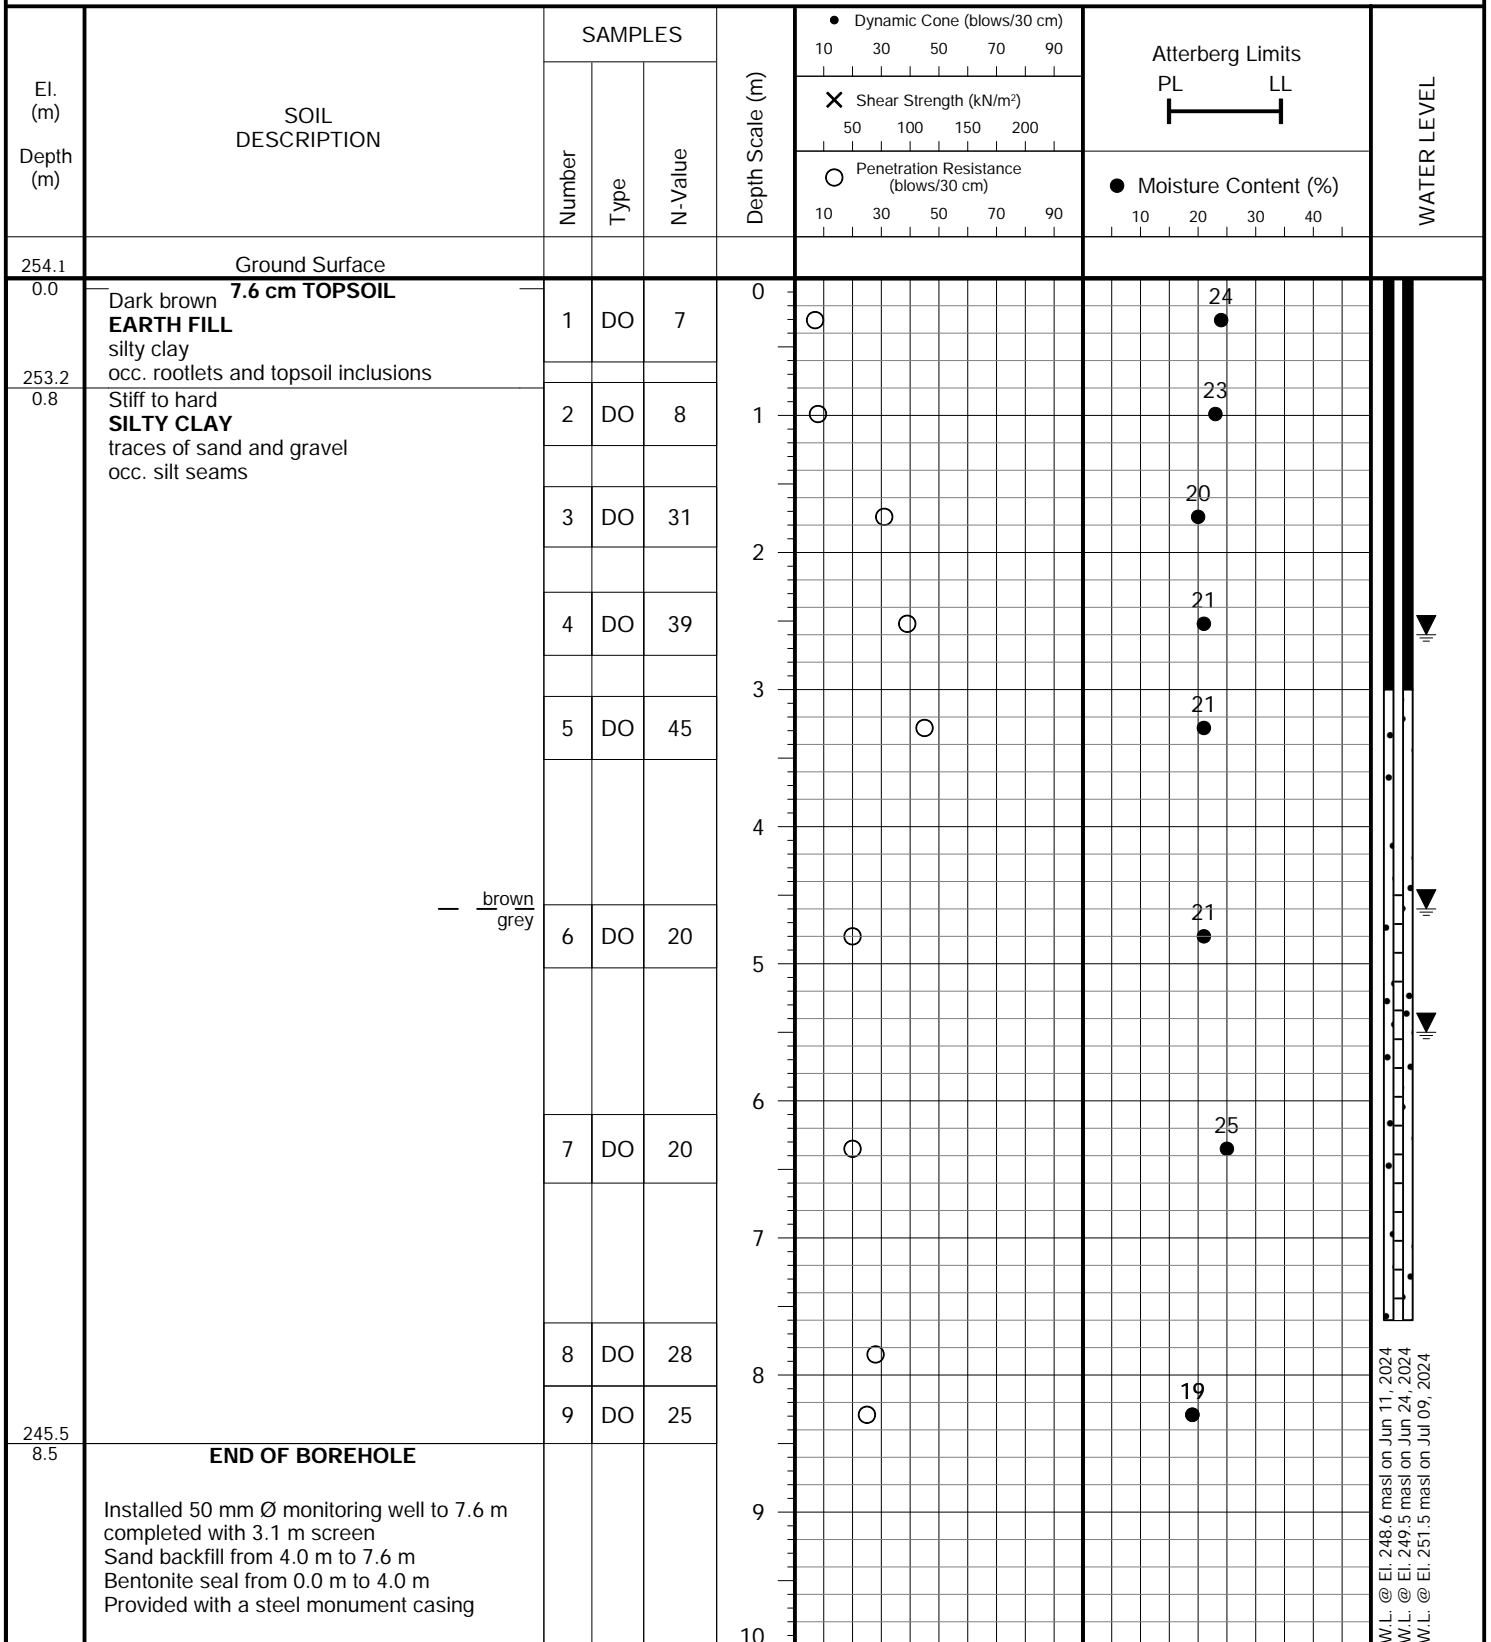 El.
(m)
Depth
(m)
SOIL
DESCRIPTION
SAMPLES
Number
Type
N-Value
Depth Scale (m)
• Dynamic Cone (blows/30 cm)
10 30 50 70 90
✕ Shear Strength (kN/m²)
50 100 150 200
○ Penetration Resistance
(blows/30 cm)
10 30 50 70 90
Atterberg Limits
PL LL
● Moisture Content (%)
10 20 30 40
WATER LEVEL
254.1 Ground Surface
0.0 7.6 cm TOPSOIL
Dark brown
EARTH FILL
silty clay
occ. rootlets and topsoil inclusions
1 DO 7
0
24
253.2
0.8 Stiff to hard
SILTY CLAY
traces of sand and gravel
occ. silt seams
2 DO 8
1
23
3 DO 31
20
2
4 DO 39
21
3
5 DO 45
21
4
brown
grey
6 DO 20
21
5
6
7 DO 20
25
7
8 DO 28
8
9 DO 25
19
245.5
8.5 END OF BOREHOLE
Installed 50 mm Ø monitoring well to 7.6 m
completed with 3.1 m screen
Sand backfill from 4.0 m to 7.6 m
Bentonite seal from 0.0 m to 4.0 m
Provided with a steel monument casing
9
10
W.L. @ El. 248.6 masl on Jun 11, 2024
W.L. @ El. 249.5 masl on Jun 24, 2024
W.L. @ El. 251.5 masl on Jul 09, 2024